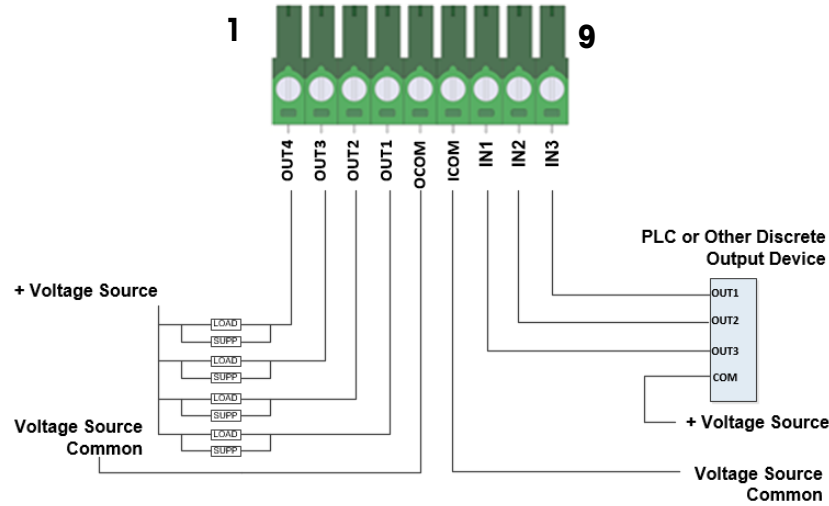 1
9
OUT4
OUT3
OUT2
OUT1
OCOM
ICOM
IN1
IN2
IN3
PLC or Other Discrete
Output Device
OUT1
OUT2
OUT3
COM
+ Voltage Source
+ Voltage Source
LOAD
SUPP
LOAD
SUPP
LOAD
SUPP
LOAD
SUPP
Voltage Source
Common
Voltage Source
Common